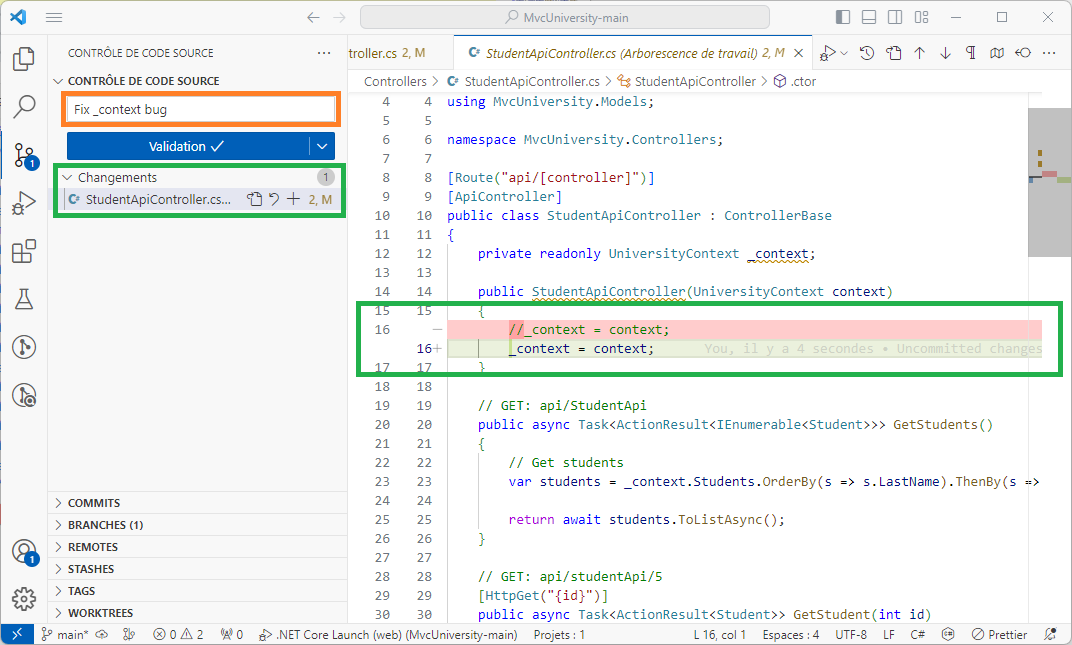 MvcUniversity-main
CONTRÔLE DE CODE SOURCE
CONTRÔLE DE CODE SOURCE
Fix _context bug
Validation
Changements 1
StudentApiController.cs... 2, M
1
1
COMMITS
BRANCHES (1)
REMOTES
STASHES
TAGS
WORKTREES
troller.cs 2, M
StudentApiController.cs (Arborescence de travail) 2, M
Controllers > StudentApiController.cs > StudentApiController > .ctor
4 4 using MvcUniversity.Models;
5 5
6 6 namespace MvcUniversity.Controllers;
7 7
8 8 [Route("api/[controller]")]
9 9 [ApiController]
10 10 public class StudentApiController : ControllerBase
11 11 {
12 12 private readonly UniversityContext _context;
13 13
14 14 public StudentApiController(UniversityContext context)
15 15 {
16 — //_context = context;
16+ _context = context; You, il y a 4 secondes • Uncommitted changes
17 17 }
18 18
19 19 // GET: api/StudentApi
20 20 public async Task<ActionResult<IEnumerable<Student>>> GetStudents()
21 21 {
22 22 // Get students
23 23 var students = _context.Students.OrderBy(s => s.LastName).ThenBy(s =>
24 24
25 25 return await students.ToListAsync();
26 26 }
27 27
28 28 // GET: api/studentApi/5
29 29 [HttpGet("{id}")]
30 30 public async Task<ActionResult<Student>> GetStudent(int id)
main* 0 2 0 .NET Core Launch (web) (MvcUniversity-main) Projets : 1 L 16, col 1 Espaces : 4 UTF-8 LF C# Prettier